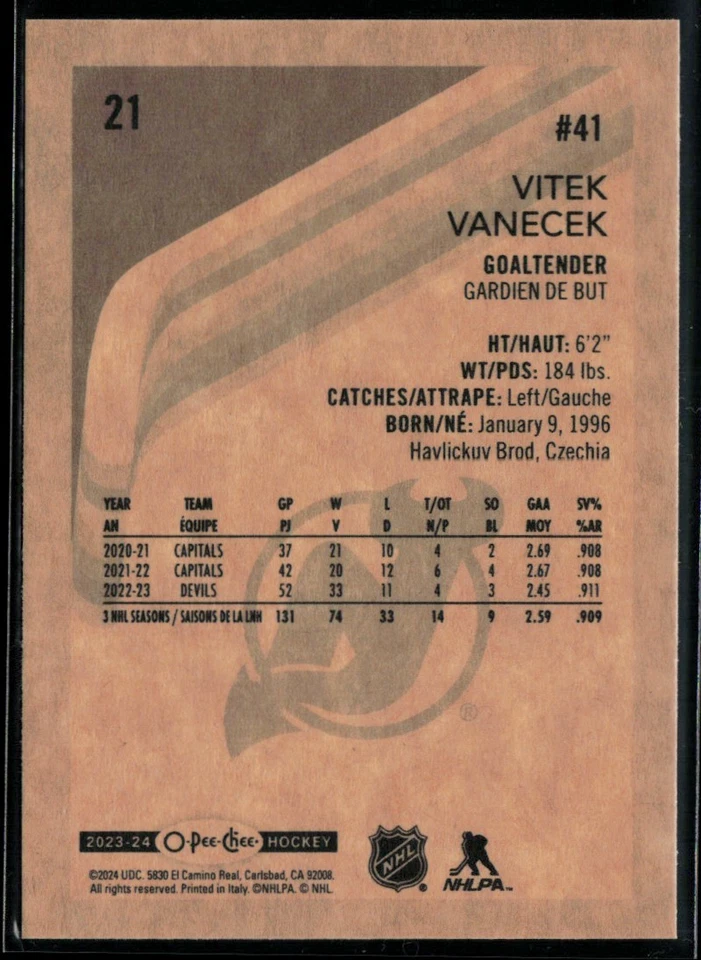 21
#41
VITEK
VANECEK
GOALTENDER
GARDIEN DE BUT
HT/HAUT: 6'2"
WT/PDS: 184 lbs.
CATCHES/ATTRAPE: Left/Gauche
BORN/NÉ: January 9, 1996
Havlickuv Brod, Czechia
YEAR TEAM GP W L T/OT SO GAA SV%
AN ÉQUIPE PJ V D N/P BL MOY %AR
2020-21 CAPITALS 37 21 10 4 2 2.69 .908
2021-22 CAPITALS 42 20 12 6 4 2.67 .908
2022-23 DEVILS 52 33 11 4 3 2.45 .911
3 NHL SEASONS / SAISONS DE LA LNH 131 74 33 14 9 2.59 .909
®
2023-24 O-Pee-Chee® HOCKEY
NHL ®
NHLPA™
©2024 UDC. 5830 El Camino Real, Carlsbad, CA 92008.
All rights reserved. Printed in Italy. ©NHLPA. © NHL.